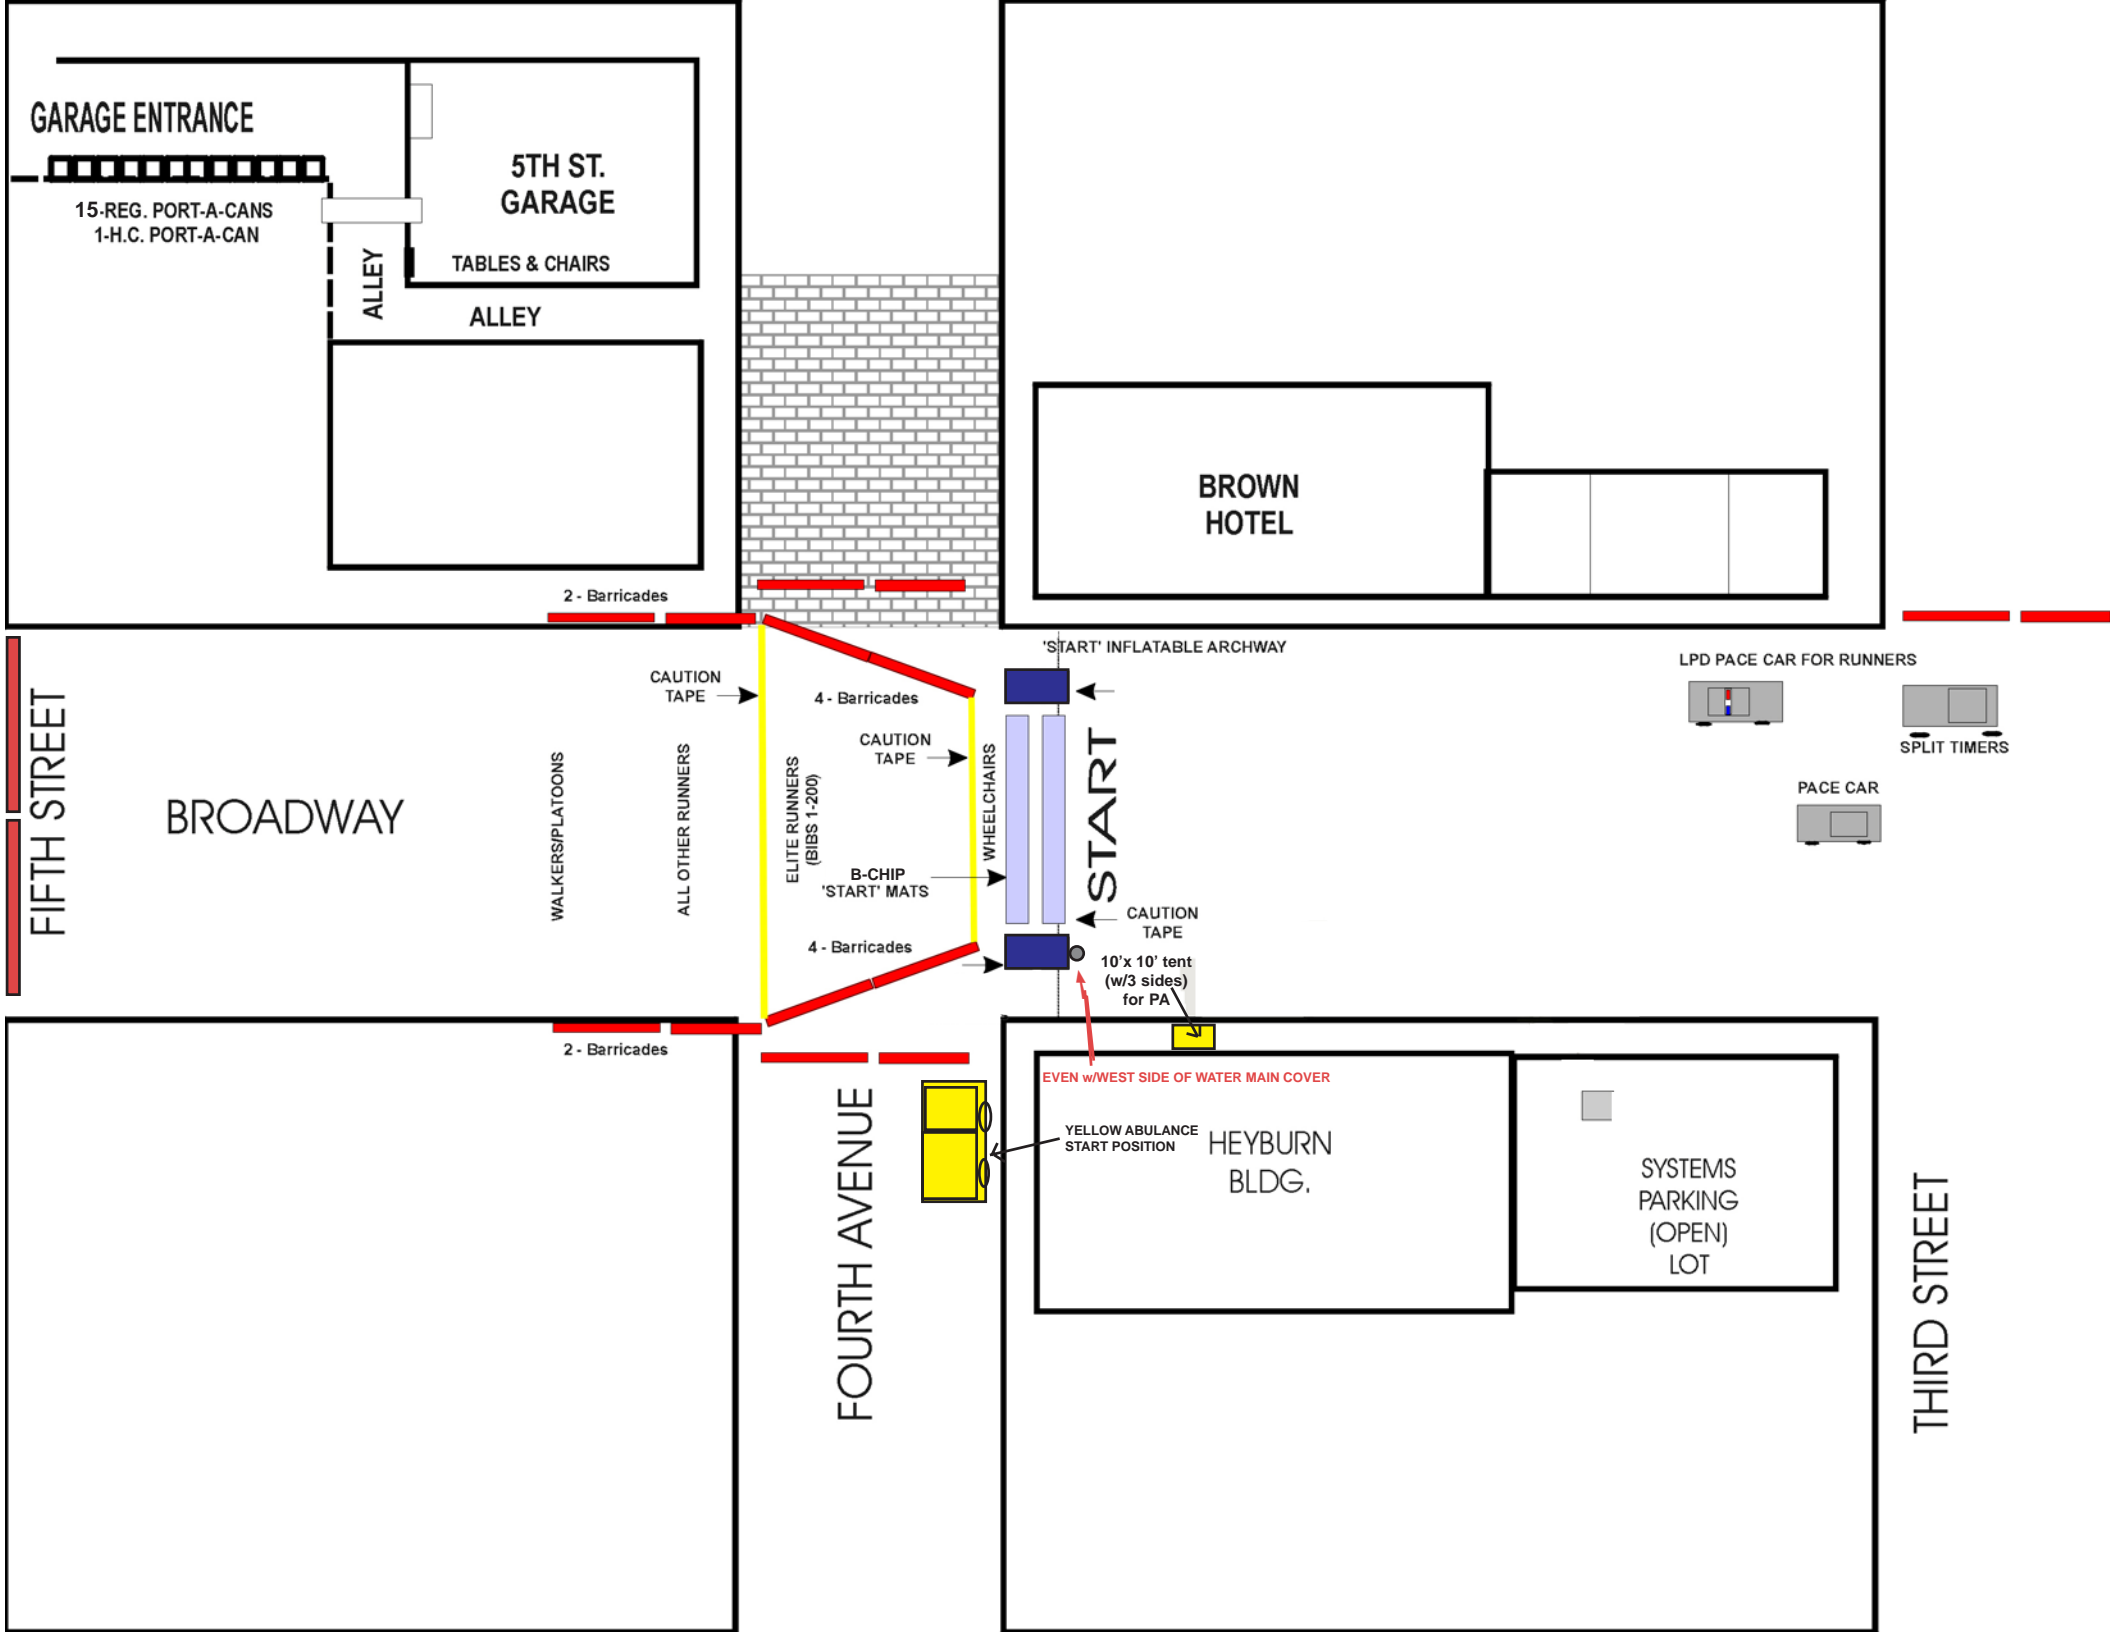 GARAGE ENTRANCE
15-REG. PORT-A-CANS
1-H.C. PORT-A-CAN
5TH ST.
GARAGE
TABLES & CHAIRS
ALLEY
ALLEY
BROWN
HOTEL
2 - Barricades
'START' INFLATABLE ARCHWAY
LPD PACE CAR FOR RUNNERS
SPLIT TIMERS
PACE CAR
CAUTION
TAPE
4 - Barricades
CAUTION
TAPE
FIFTH STREET
BROADWAY
WALKERS/PLATOONS
ALL OTHER RUNNERS
ELITE RUNNERS
(BIBS 1-200)
WHEELCHAIRS
START
B-CHIP
'START' MATS
CAUTION
TAPE
4 - Barricades
10'x 10' tent
(w/3 sides)
for PA
2 - Barricades
EVEN w/WEST SIDE OF WATER MAIN COVER
YELLOW ABULANCE
START POSITION
HEYBURN
BLDG.
SYSTEMS
PARKING
(OPEN)
LOT
FOURTH AVENUE
THIRD STREET